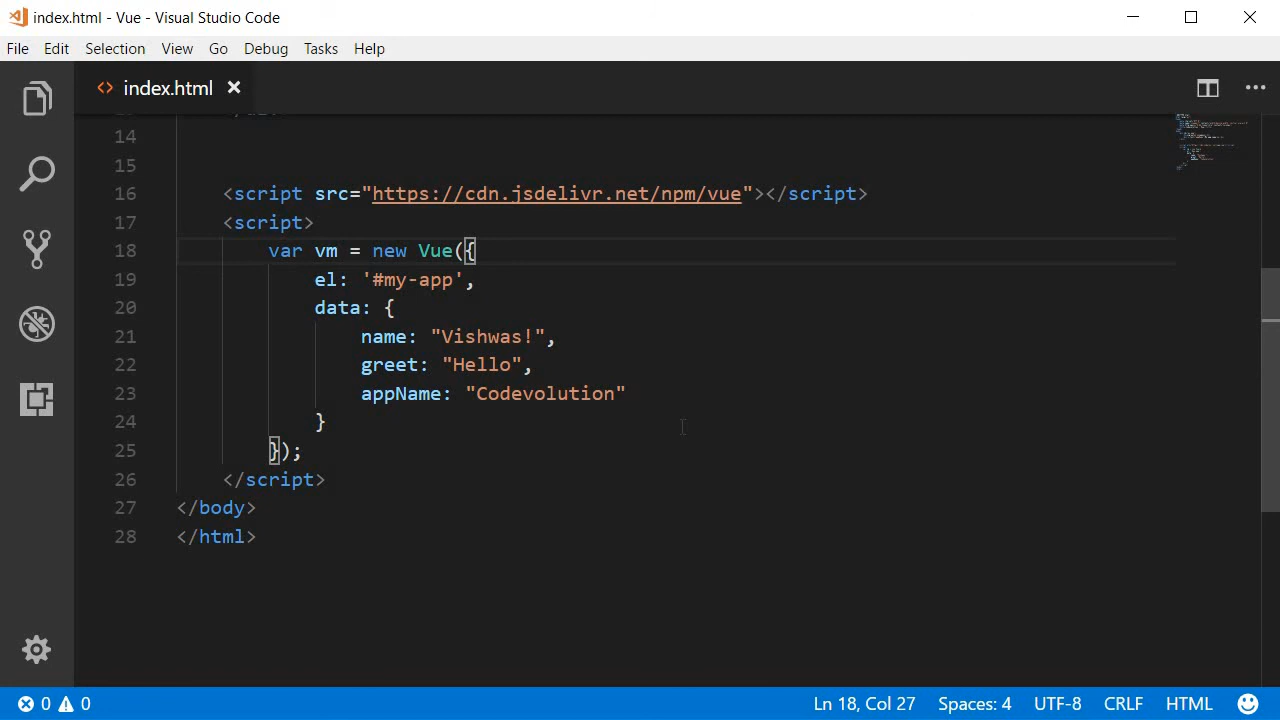 index.html - Vue - Visual Studio Code
File Edit Selection View Go Debug Tasks Help
<> index.html ×
14
15
16 <script src="https://cdn.jsdelivr.net/npm/vue"></script>
17 <script>
18 var vm = new Vue({
19 el: '#my-app',
20 data: {
21 name: "Vishwas!",
22 greet: "Hello",
23 appName: "Codevolution"
24 }
25 });
26 </script>
27 </body>
28 </html>
0 0 Ln 18, Col 27 Spaces: 4 UTF-8 CRLF HTML